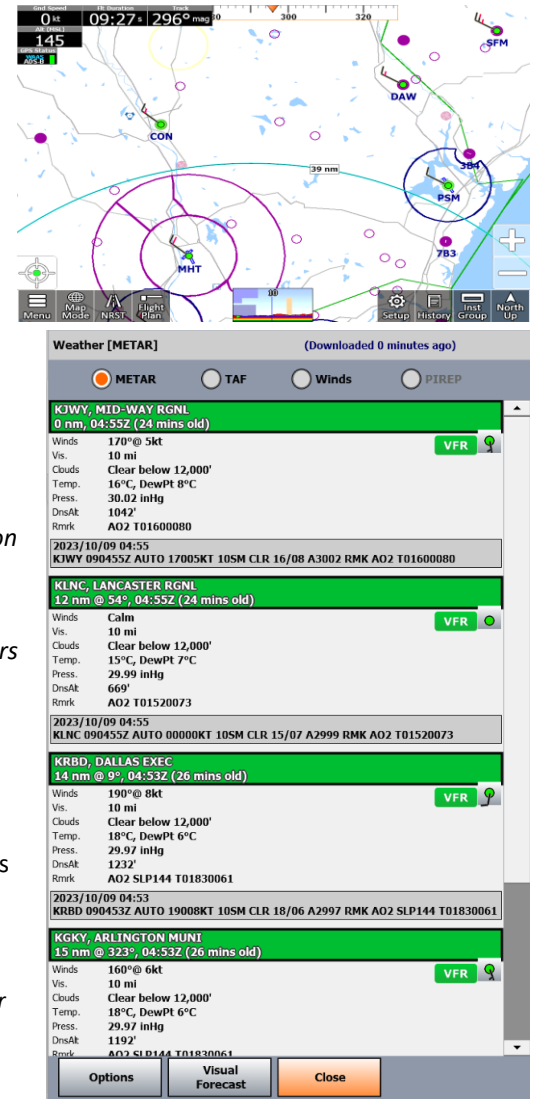 Gnd Speed Flt Duration Track
0 kt 09:27 s 296° mag
300 320
Alt (MSL)
145
GPS Status
WAAS
ADS-B
SFM
DAW
CON
39 nm
3B4
PSM
7B3
MHT
10
Menu Map Mode NRST Flight Plan Setup History Inst Group North Up
Weather [METAR] (Downloaded 0 minutes ago)
METAR TAF Winds PIREP
KJWY, MID-WAY RGNL
0 nm, 04:55Z (24 mins old)
Winds 170°@ 5kt VFR
Vis. 10 mi
Clouds Clear below 12,000'
Temp. 16°C, DewPt 8°C
Press. 30.02 inHg
DnsAlt 1042'
Rmrk AO2 T01600080
2023/10/09 04:55
KJWY 090455Z AUTO 17005KT 10SM CLR 16/08 A3002 RMK AO2 T01600080
on
KLNC, LANCASTER RGNL
12 nm @ 54°, 04:55Z (24 mins old)
Winds Calm VFR
Vis. 10 mi
rs
Clouds Clear below 12,000'
Temp. 15°C, DewPt 7°C
Press. 29.99 inHg
DnsAlt 669'
Rmrk AO2 T01520073
2023/10/09 04:55
KLNC 090455Z AUTO 00000KT 10SM CLR 15/07 A2999 RMK AO2 T01520073
KRBD, DALLAS EXEC
14 nm @ 9°, 04:53Z (26 mins old)
Winds 190°@ 8kt VFR
Vis. 10 mi
Clouds Clear below 12,000'
Temp. 18°C, DewPt 6°C
Press. 29.97 inHg
DnsAlt 1232'
s
Rmrk AO2 SLP144 T01830061
2023/10/09 04:53
KRBD 090453Z AUTO 19008KT 10SM CLR 18/06 A2997 RMK AO2 SLP144 T01830061
KGKY, ARLINGTON MUNI
15 nm @ 323°, 04:53Z (26 mins old)
Winds 160°@ 6kt VFR
Vis. 10 mi
r
Clouds Clear below 12,000'
Temp. 18°C, DewPt 6°C
Press. 29.97 inHg
DnsAlt 1192'
Rmrk AO2 SLP144 T01830061
Options Visual Forecast Close